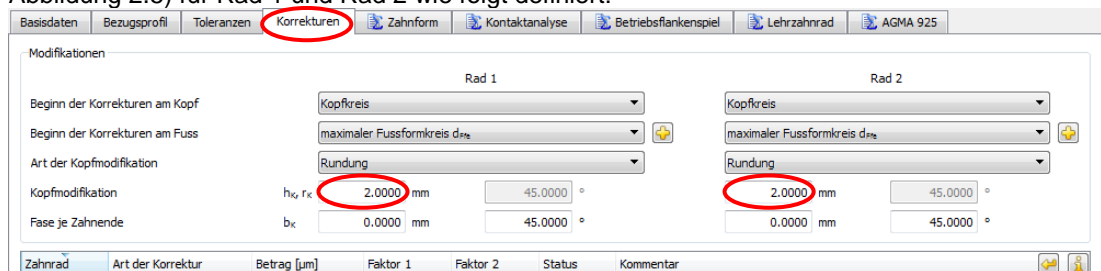 Abbildung 2.8) für Rad 1 und Rad 2 wie folgt definiert:
Basisdaten Bezugsprofil Toleranzen Korrekturen Zahnform Kontaktanalyse Betriebsflankenspiel Lehrzahnrad AGMA 925
Modifikationen
Rad 1 Rad 2
Beginn der Korrekturen am Kopf Kopfkreis Kopfkreis
Beginn der Korrekturen am Fuss maximaler Fussformkreis dFfe maximaler Fussformkreis dFfe
Art der Kopfmodifikation Rundung Rundung
Kopfmodifikation hK, rK 2.0000 mm 45.0000 ° 2.0000 mm 45.0000 °
Fase je Zahnende bK 0.0000 mm 45.0000 ° 0.0000 mm 45.0000 °
Zahnrad Art der Korrektur Betrag [µm] Faktor 1 Faktor 2 Status Kommentar